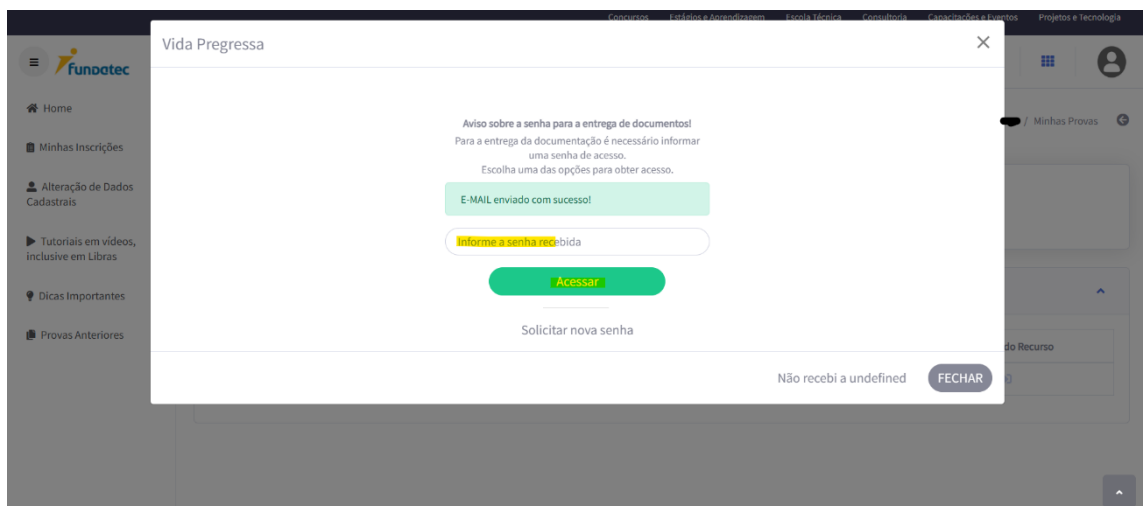 Concursos Estágios e Aprendizagem Escola Técnica Consultoria Capacitações e Eventos Projetos e Tecnologia
Vida Pregressa
Fundatec
Home
Minhas Inscrições
Alteração de Dados
Cadastrais
Tutoriais em vídeos,
inclusive em Libras
Dicas Importantes
Provas Anteriores
/ Minhas Provas
Aviso sobre a senha para a entrega de documentos!
Para a entrega da documentação é necessário informar
uma senha de acesso.
Escolha uma das opções para obter acesso.
E-MAIL enviado com sucesso!
Informe a senha recebida
Acessar
Solicitar nova senha
do Recurso
Não recebi a undefined FECHAR